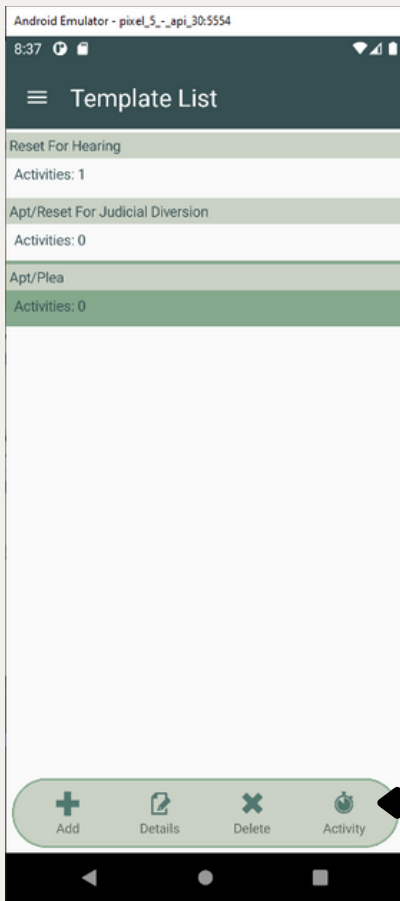 Android Emulator - pixel_5_-_api_30:5554
8:37
Template List
Reset For Hearing
Activities: 1
Apt/Reset For Judicial Diversion
Activities: 0
Apt/Plea
Activities: 0
Add Details Delete Activity